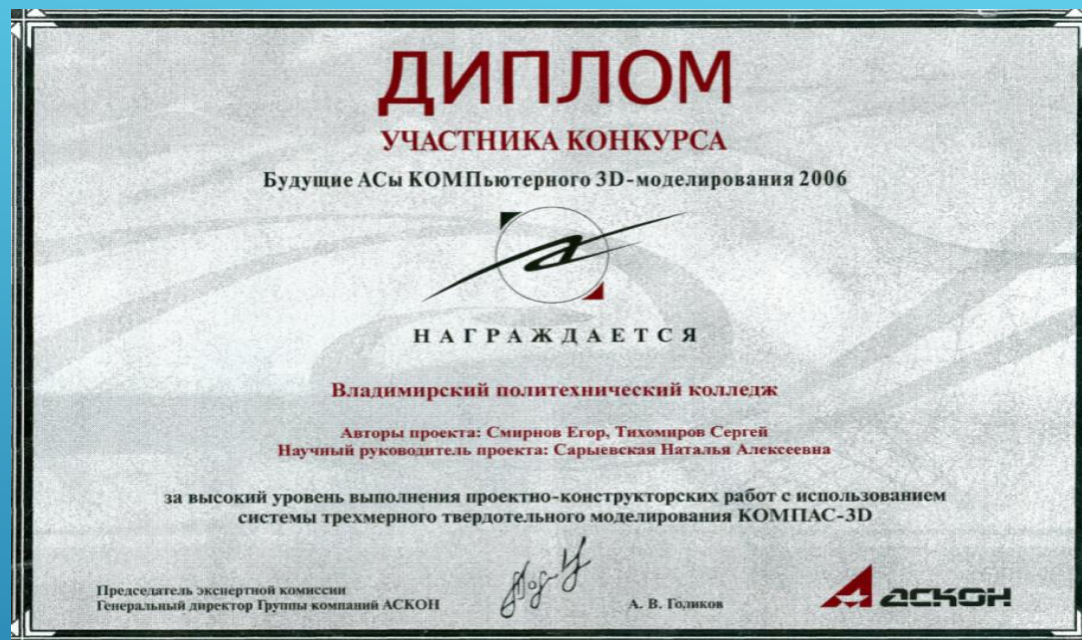 ДИПЛОМ
УЧАСТНИКА КОНКУРСА
Будущие АСы КОМПьютерного 3D-моделирования 2006
НАГРАЖДАЕТСЯ
Владимирский политехнический колледж
Авторы проекта: Смирнов Егор, Тихомиров Сергей
Научный руководитель проекта: Сарыевская Наталья Алексеевна
за высокий уровень выполнения проектно-конструкторских работ с использованием
системы трехмерного твердотельного моделирования КОМПАС-3D
Председатель экспертной комиссии
Генеральный директор Группы компаний АСКОН
А. В. Голиков
АСКОН